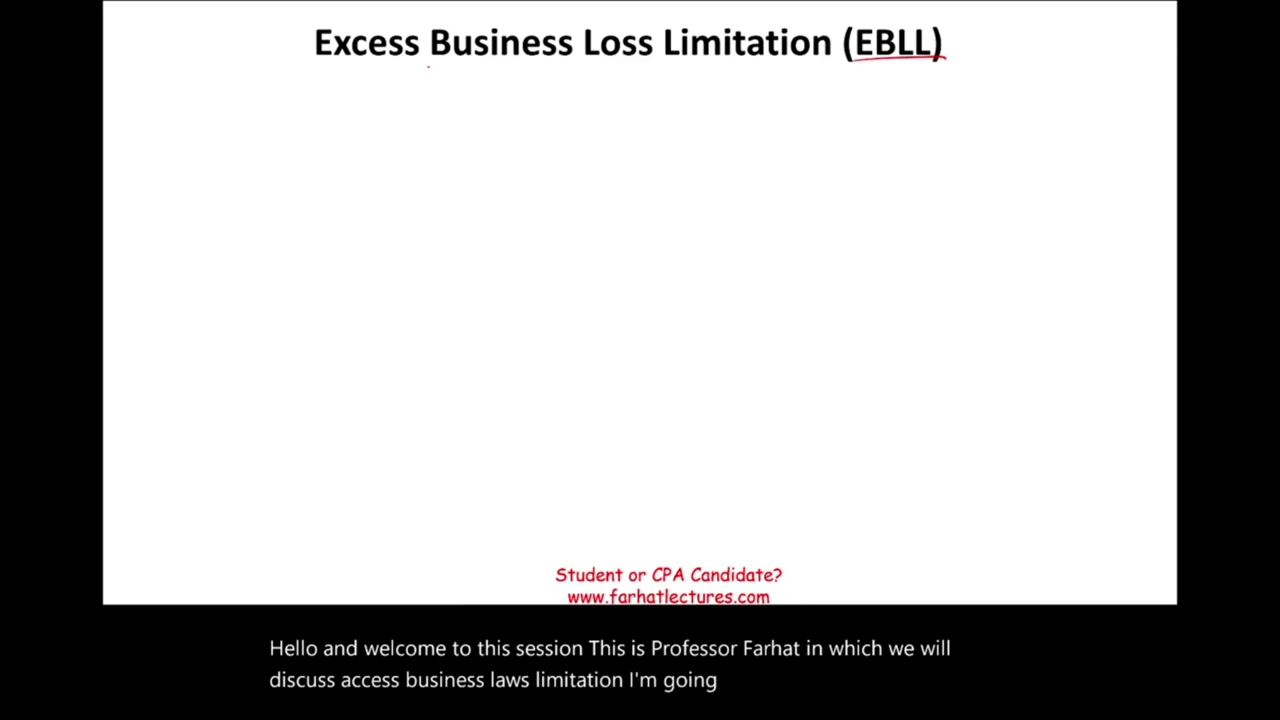 Excess Business Loss Limitation (EBLL)
Student or CPA Candidate?
www.farhatlectures.com
Hello and welcome to this session This is Professor Farhat in which we will
discuss access business laws limitation I'm going